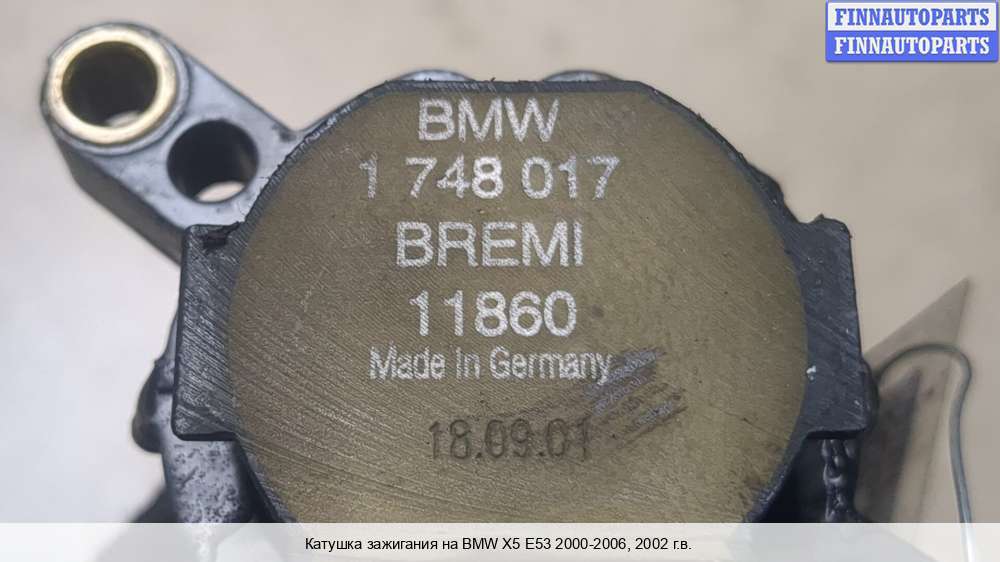 FINNAUTOPARTS
FINNAUTOPARTS
BMW
1 748 017
BREMI
11860
Made In Germany
18.09.01
Катушка зажигания на BMW X5 E53 2000-2006, 2002 г.в.